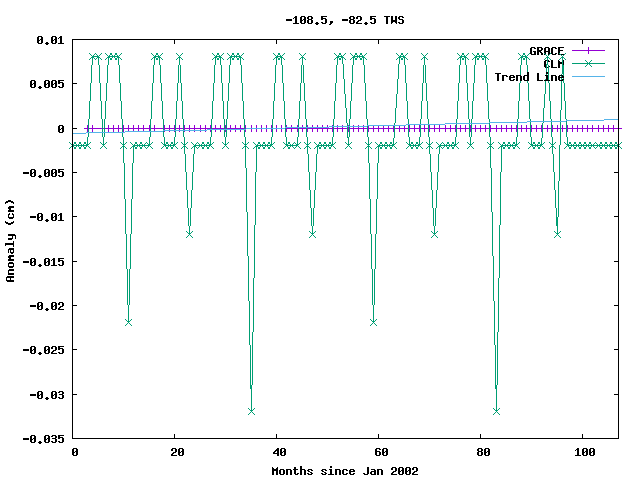 -108.5, -82.5 TWS
0.01
0.005
0
-0.005
-0.01
-0.015
-0.02
-0.025
-0.03
-0.035
Anomaly (cm)
GRACE
CLM
Trend Line
0 20 40 60 80 100
Months since Jan 2002